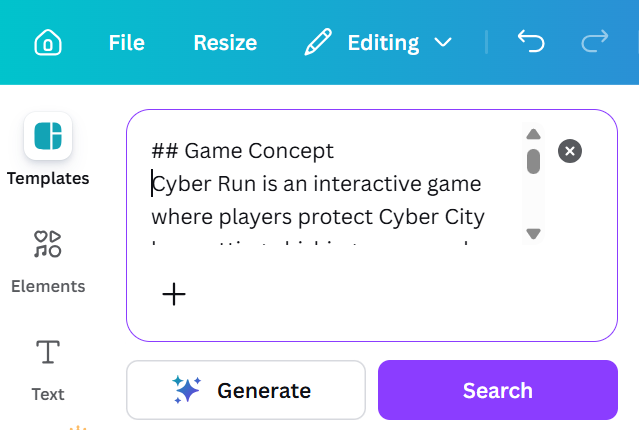 File Resize Editing
## Game Concept
Cyber Run is an interactive game
where players protect Cyber City
Templates
Elements
Text
Generate Search